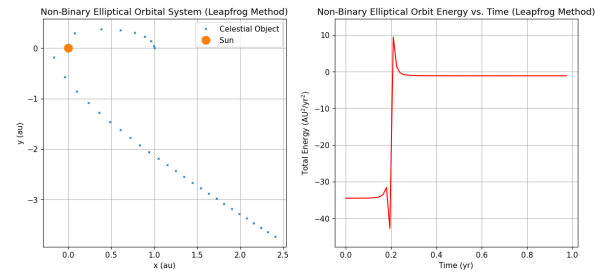 Non-Binary Elliptical Orbital System (Leapfrog Method)
Celestial Object
Sun
0
−1
−2
−3
y (au)
0.0 0.5 1.0 1.5 2.0 2.5
x (au)
Non-Binary Elliptical Orbit Energy vs. Time (Leapfrog Method)
10
0
−10
−20
−30
−40
Total Energy (AU²/yr²)
0.0 0.2 0.4 0.6 0.8 1.0
Time (yr)